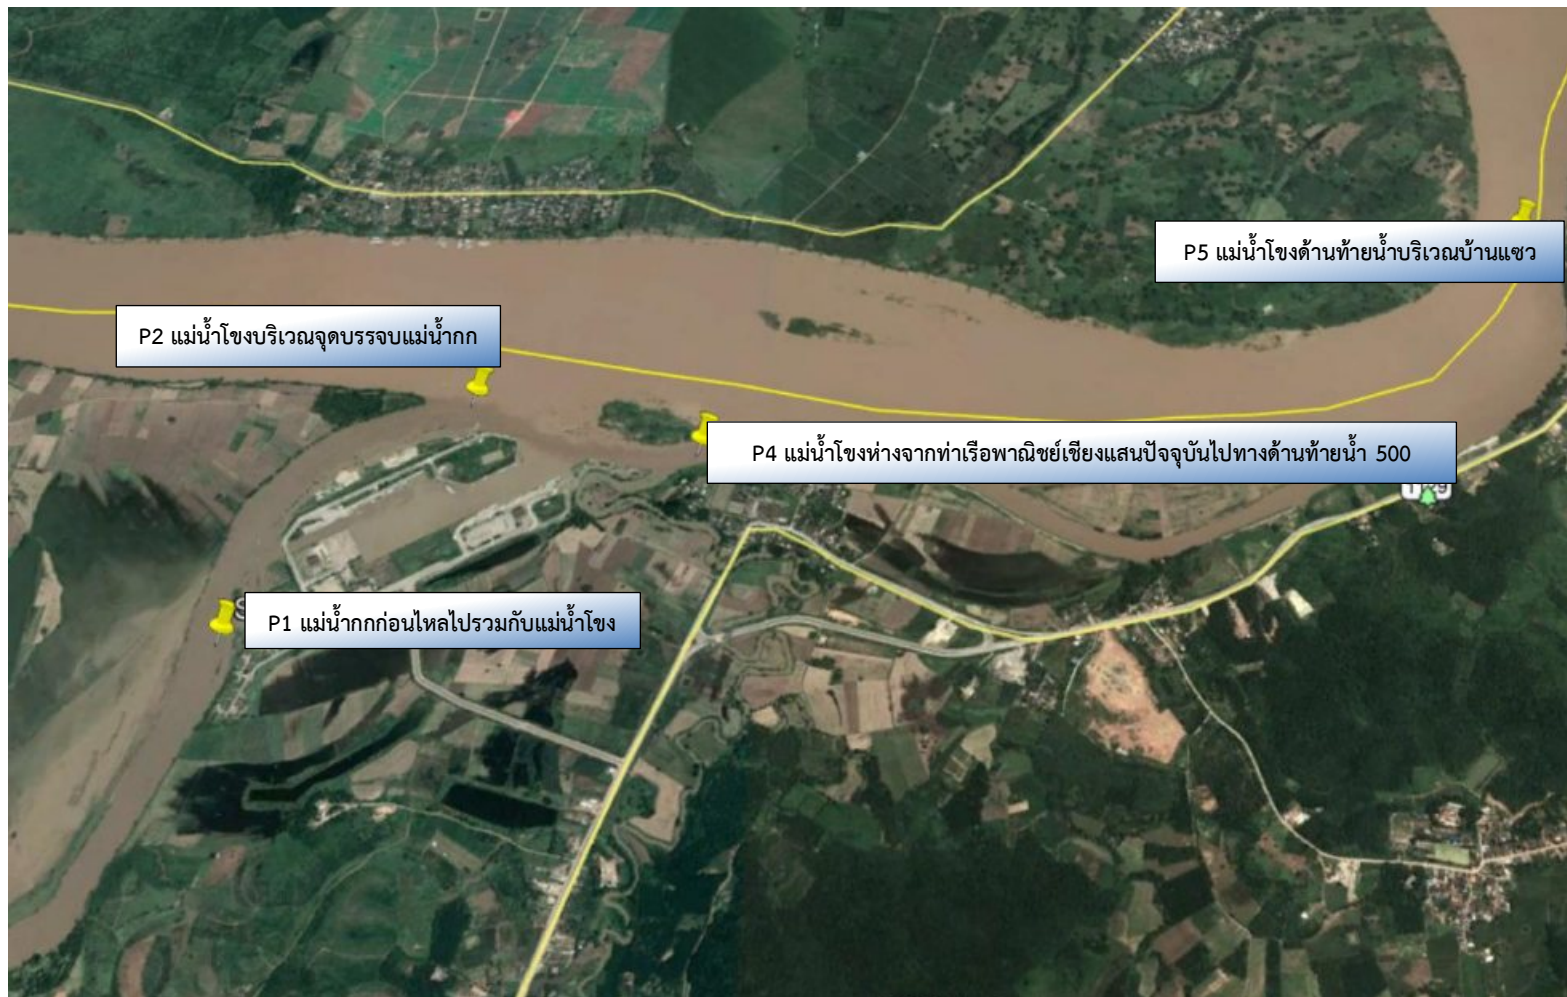 P5 แม่น้ำโขงด้านท้ายน้ำบริเวณบ้านแซว
P2 แม่น้ำโขงบริเวณจุดบรรจบแม่น้ำกก
P4 แม่น้ำโขงห่างจากท่าเรือพาณิชย์เชียงแสนปัจจุบันไปทางด้านท้ายน้ำ 500
P1 แม่น้ำกกก่อนไหลไปรวมกับแม่น้ำโขง